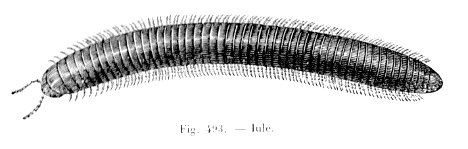 Fig. 493. — Iule.